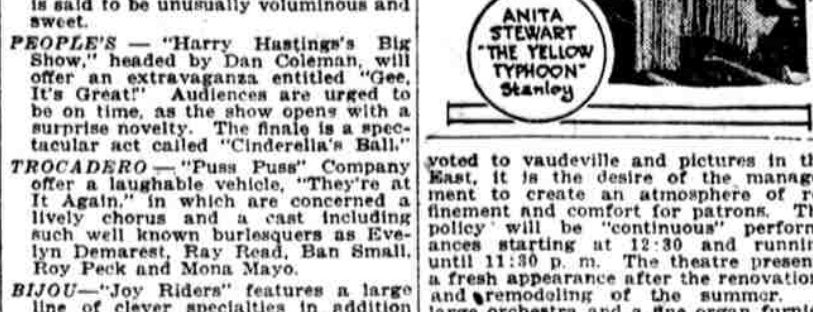 is said to be unusually voluminous and
sweet.
PEOPLE'S — "Harry Hastings's Big
Show," headed by Dan Coleman, will
offer an extravaganza entitled "Gee,
It's Great!" Audiences are urged to
be on time, as the show opens with a
surprise novelty. The finale is a spec-
tacular act called "Cinderella's Ball."
TROCADERO — "Puss Puss" Company
offer a laughable vehicle, "They're at
It Again," in which are concerned a
lively chorus and a cast including
such well known burlesquers as Eve-
lyn Demarest, Ray Read, Ban Small,
Roy Peck and Mona Mayo.
BIJOU—"Joy Riders" features a large
line of clever specialties in addition
ANITA
STEWART
"THE YELLOW
TYPHOON"
Stanley
voted to vaudeville and pictures in th
East, it is the desire of the manage
ment to create an atmosphere of re
finement and comfort for patrons. Th
policy will be "continuous" perform
ances starting at 12:30 and runnin
until 11:30 p. m. The theatre presen
a fresh appearance after the renovation
and remodeling of the summer.
large orchestra and a fine organ furnis